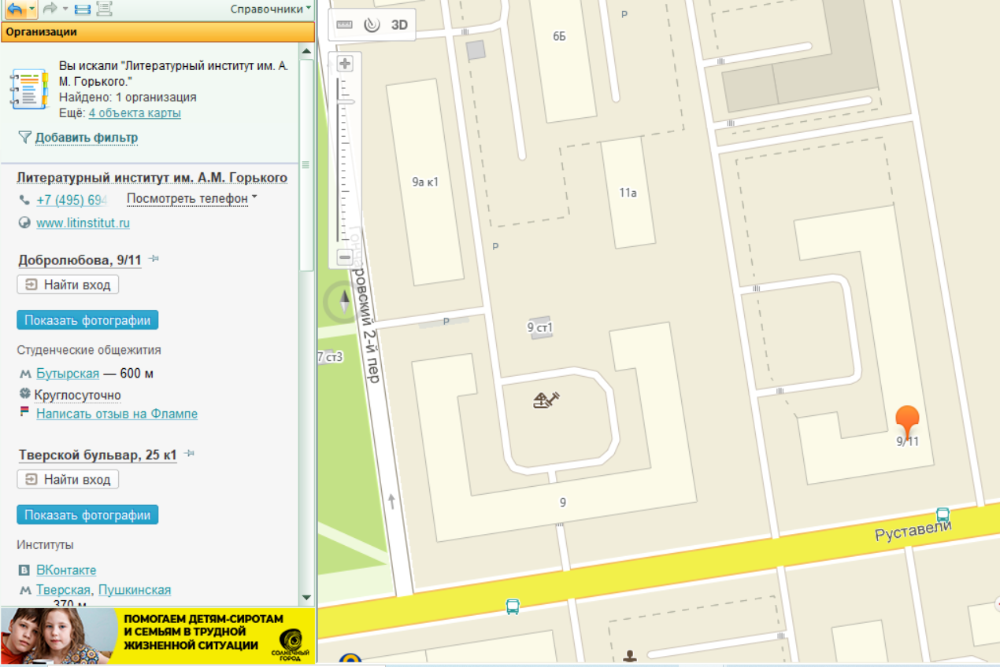 Справочники
Организации
Вы искали "Литературный институт им. А.
М. Горького."
Найдено: 1 организация
Ещё: 4 объекта карты
Добавить фильтр
Литературный институт им. А.М. Горького
+7 (495) 694
Посмотреть телефон
www.litinstitut.ru
Добролюбова, 9/11
Найти вход
Показать фотографии
Студенческие общежития
Бутырская — 600 м
Круглосуточно
Написать отзыв на Флампе
Тверской бульвар, 25 к1
Найти вход
Показать фотографии
Институты
В ВКонтакте
Тверская, Пушкинская
370 м
ПОМОГАЕМ ДЕТЯМ-СИРОТАМ
И СЕМЬЯМ В ТРУДНОЙ
ЖИЗНЕННОЙ СИТУАЦИИ
СОЛНЕЧНЫЙ
ГОРОД
3D
P
6Б
9а к1
11а
P
P
9 ст1
7 ст3
ровский 2-й пер
9/11
9
Руставели